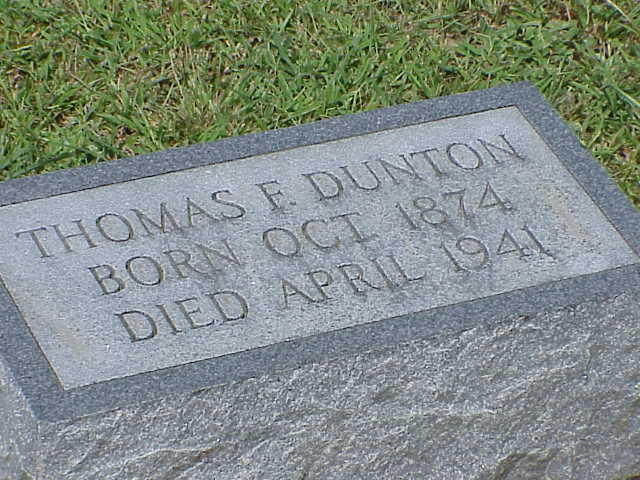 THOMAS F. DUNTON
BORN OCT. 1874
DIED APRIL 1941